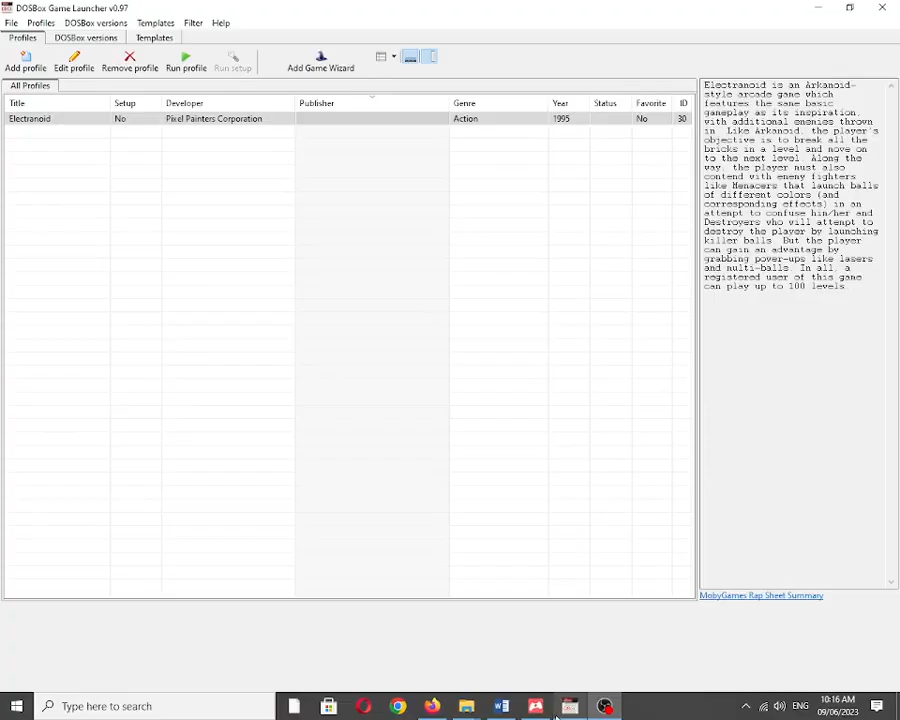 DOSBox Game Launcher v0.97
File Profiles DOSBox versions Templates Filter Help
Profiles DOSBox versions Templates
Add profile Edit profile Remove profile Run profile Run setup Add Game Wizard
All Profiles
Title Setup Developer Publisher Genre Year Status Favorite ID
Electranoid No Pixel Painters Corporation Action 1995 No 30
Electranoid is an Arkanoid-
style arcade game which
features the same basic
gameplay as its inspiration,
with additional enemies thrown
in. Like Arkanoid, the player's
objective is to break all the
bricks in a level and move on
to the next level. Along the
way, the player must also
contend with enemy fighters
like Menacers that launch balls
of different colors (and
corresponding effects) in an
attempt to confuse him/her and
Destroyers who will attempt to
destroy the player by launching
killer balls. But the player
can gain an advantage by
grabbing power-ups like lasers
and multi-balls. In all, a
registered user of this game
can play up to 100 levels.
MobyGames Rap Sheet Summary
Type here to search
ENG
10:16 AM
09/06/2023